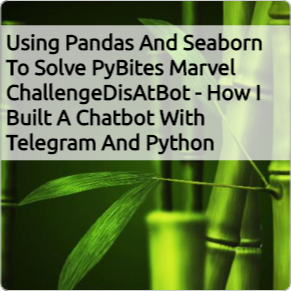 Using Pandas And Seaborn
To Solve PyBites Marvel
ChallengeDisAtBot - How I
Built A Chatbot With
Telegram And Python